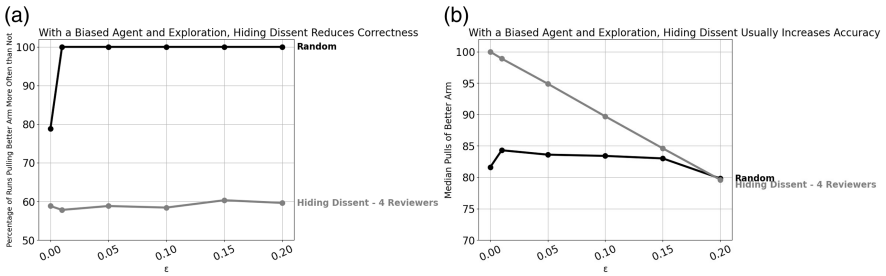 (a)
With a Biased Agent and Exploration, Hiding Dissent Reduces Correctness
Percentage of Runs Pulling Better Arm More Often than Not
100
90
80
70
60
50
Random
Hiding Dissent - 4 Reviewers
0.00
0.05
0.10
0.15
0.20
ε
(b)
With a Biased Agent and Exploration, Hiding Dissent Usually Increases Accuracy
Median Pulls of Better Arm
100
95
90
85
80
75
70
Random
Hiding Dissent - 4 Reviewers
0.00
0.05
0.10
0.15
0.20
ε